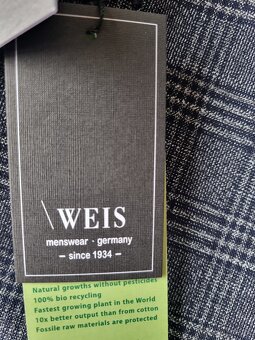 \WEIS
menswear · germany
– since 1934 –
Natural growths without pesticides
100% bio recycling
Fastest growing plant in the World
10x better output than from cotton
Fossile raw materials are protected